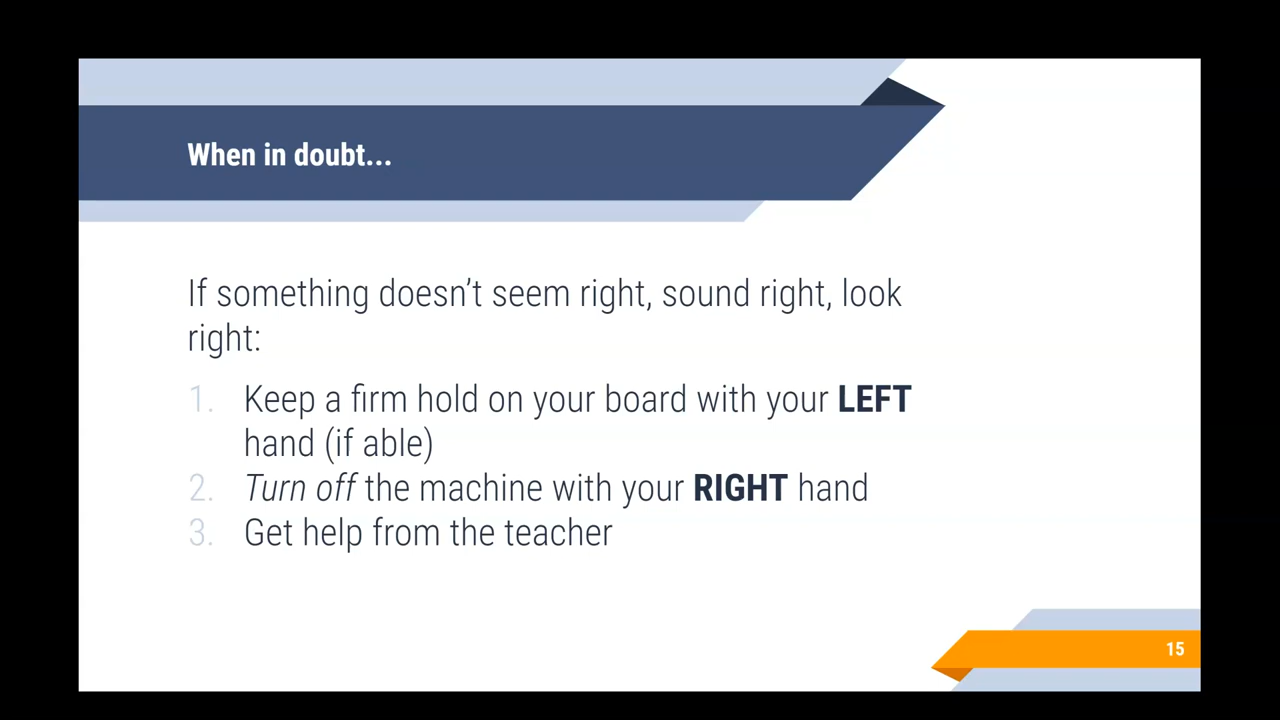 When in doubt...
If something doesn’t seem right, sound right, look
right:
1. Keep a firm hold on your board with your LEFT
hand (if able)
2. Turn off the machine with your RIGHT hand
3. Get help from the teacher
15